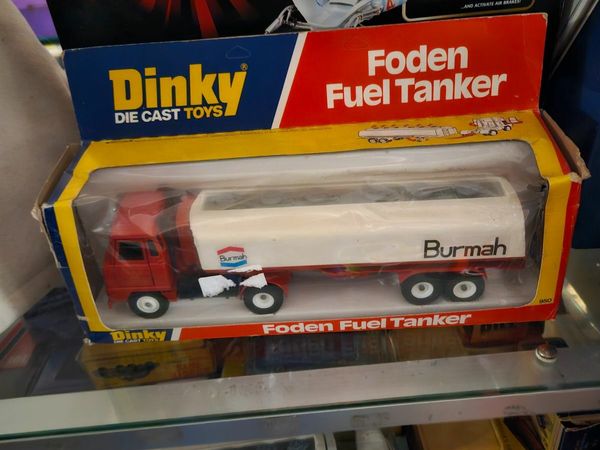 ...AND ACTIVATE AIR BRAKES!
Dinky®
DIE CAST TOYS
Foden
Fuel Tanker
Burmah
Burmah
950
Dinky
DIE CAST TOYS
Foden Fuel Tanker